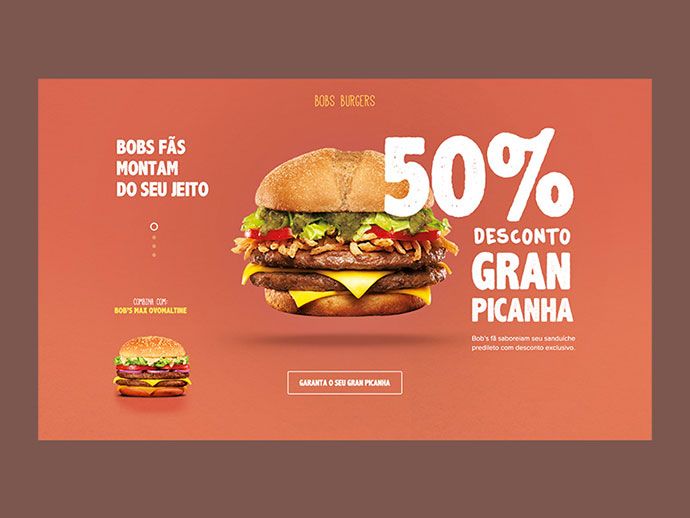 BOBS BURGERS
BOBS FÃS
MONTAM
DO SEU JEITO
50%
DESCONTO
GRAN
PICANHA
Bob's fã saboreiam seu sanduíche
predileto com desconto exclusivo.
COMBINA COM:
BOB'S MAX OVOMALTINE
GARANTA O SEU GRAN PICANHA